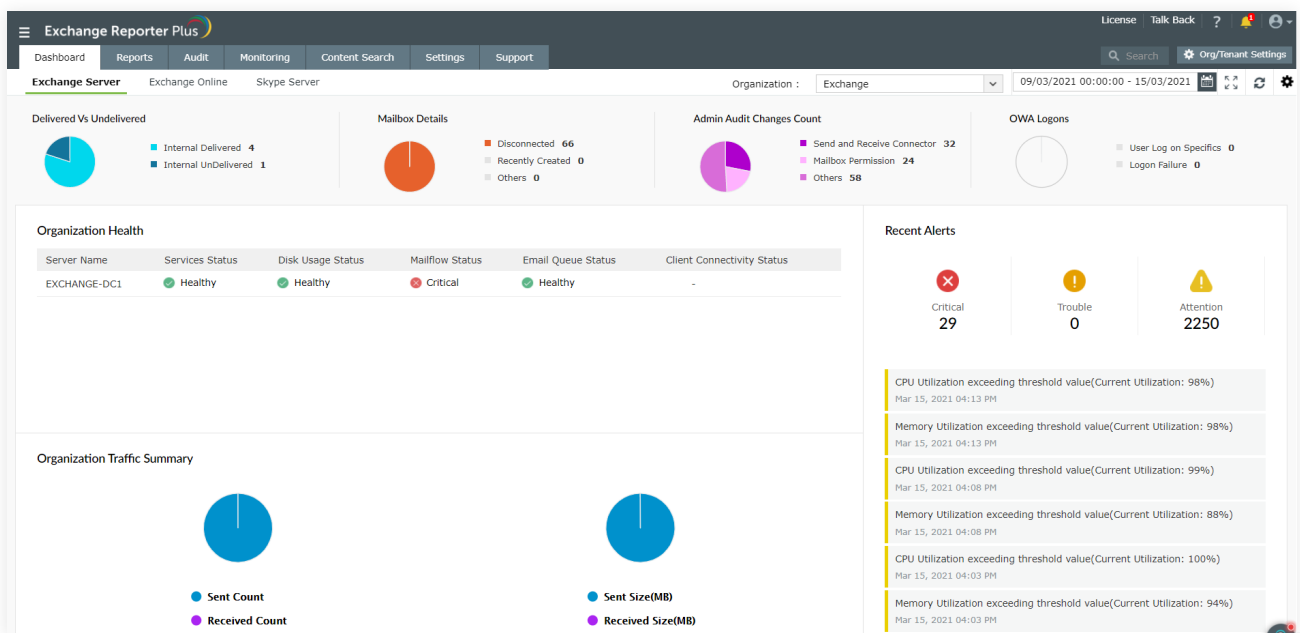 License Talk Back ? 1
Exchange Reporter Plus
Dashboard Reports Audit Monitoring Content Search Settings Support
Search Org/Tenant Settings
Exchange Server Exchange Online Skype Server
Organization : Exchange 09/03/2021 00:00:00 - 15/03/2021
Delivered Vs Undelivered
Internal Delivered 4
Internal UnDelivered 1
Mailbox Details
Disconnected 66
Recently Created 0
Others 0
Admin Audit Changes Count
Send and Receive Connector 32
Mailbox Permission 24
Others 58
OWA Logons
User Log on Specifics 0
Logon Failure 0
Organization Health
Server Name Services Status Disk Usage Status Mailflow Status Email Queue Status Client Connectivity Status
EXCHANGE-DC1 Healthy Healthy Critical Healthy -
Organization Traffic Summary
Sent Count
Received Count
Sent Size(MB)
Received Size(MB)
Recent Alerts
Critical
29
Trouble
0
Attention
2250
CPU Utilization exceeding threshold value(Current Utilization: 98%)
Mar 15, 2021 04:13 PM
Memory Utilization exceeding threshold value(Current Utilization: 98%)
Mar 15, 2021 04:13 PM
CPU Utilization exceeding threshold value(Current Utilization: 99%)
Mar 15, 2021 04:08 PM
Memory Utilization exceeding threshold value(Current Utilization: 88%)
Mar 15, 2021 04:08 PM
CPU Utilization exceeding threshold value(Current Utilization: 100%)
Mar 15, 2021 04:03 PM
Memory Utilization exceeding threshold value(Current Utilization: 94%)
Mar 15, 2021 04:03 PM